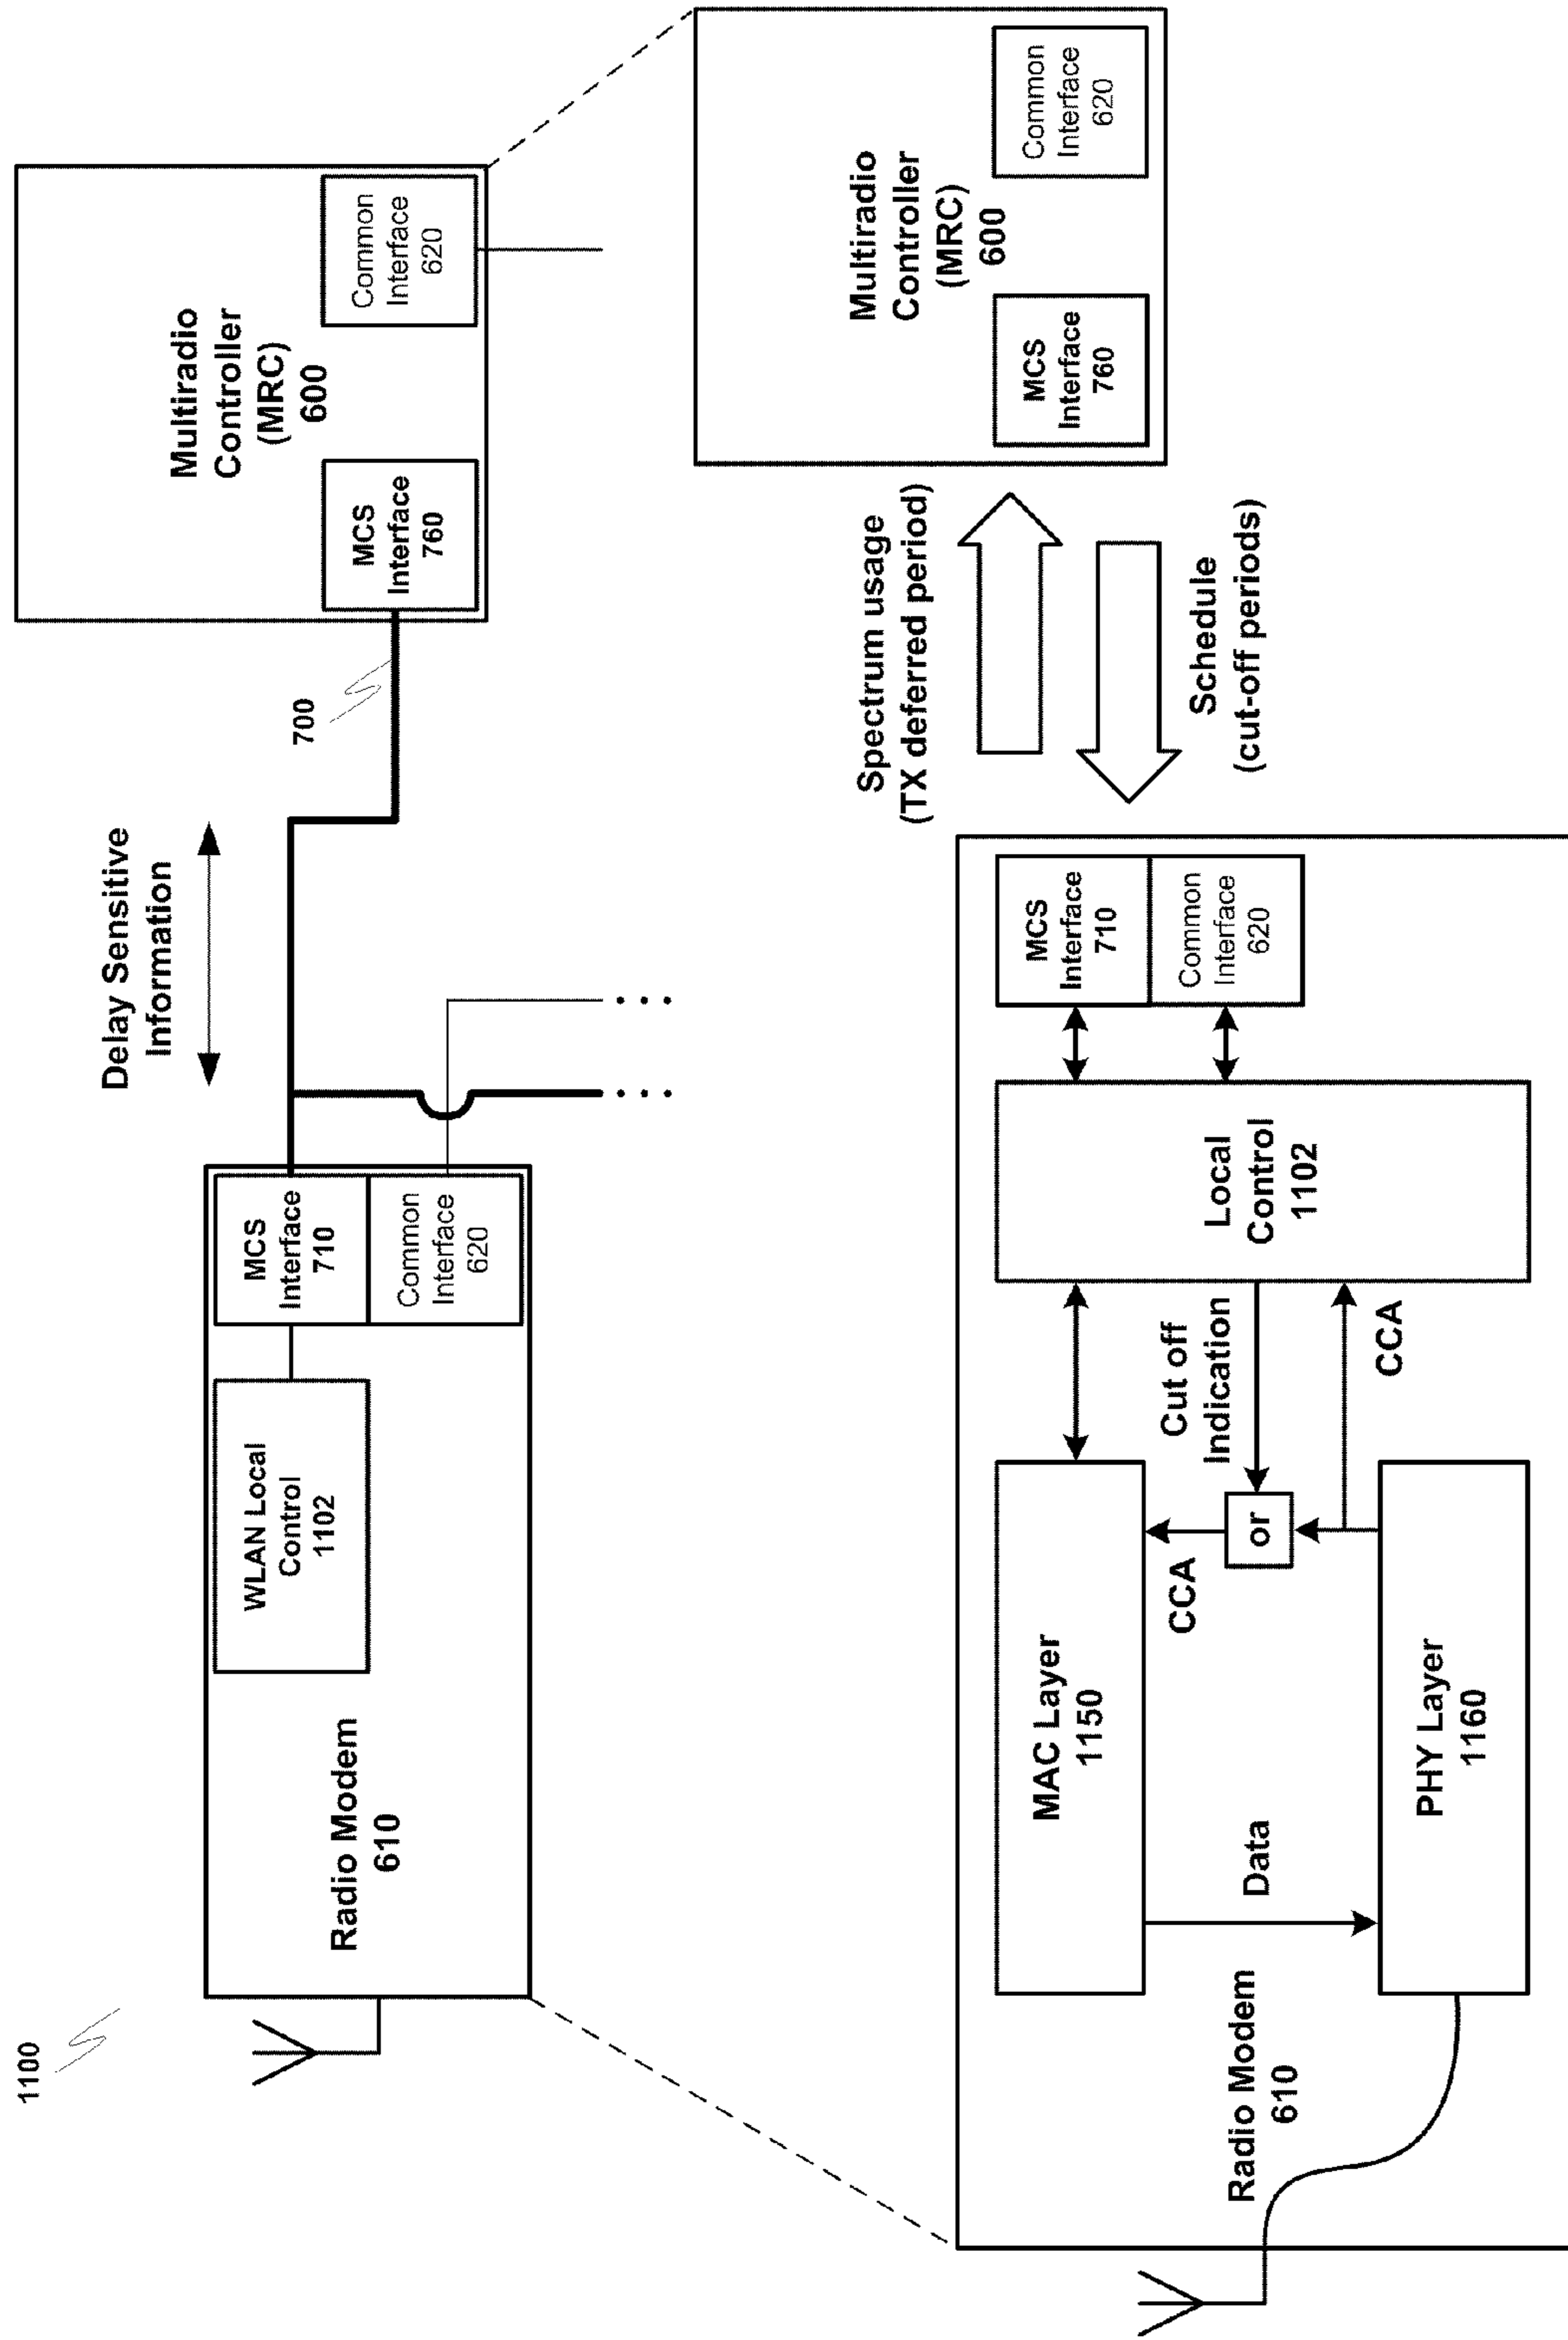 1100
Radio Modem
610
WLAN Local
Control
1102
MCS
Interface
710
Common
Interface
620
Delay Sensitive
Information
700
Multiradio
Controller
(MRC)
600
MCS
Interface
760
Common
Interface
620
. . .
. . .
Radio Modem
610
MAC Layer
1150
Data
PHY Layer
1160
CCA
or
Cut off
Indication
CCA
Local
Control
1102
MCS
Interface
710
Common
Interface
620
Spectrum usage
(TX deferred period)
Schedule
(cut-off periods)
Multiradio
Controller
(MRC)
600
MCS
Interface
760
Common
Interface
620